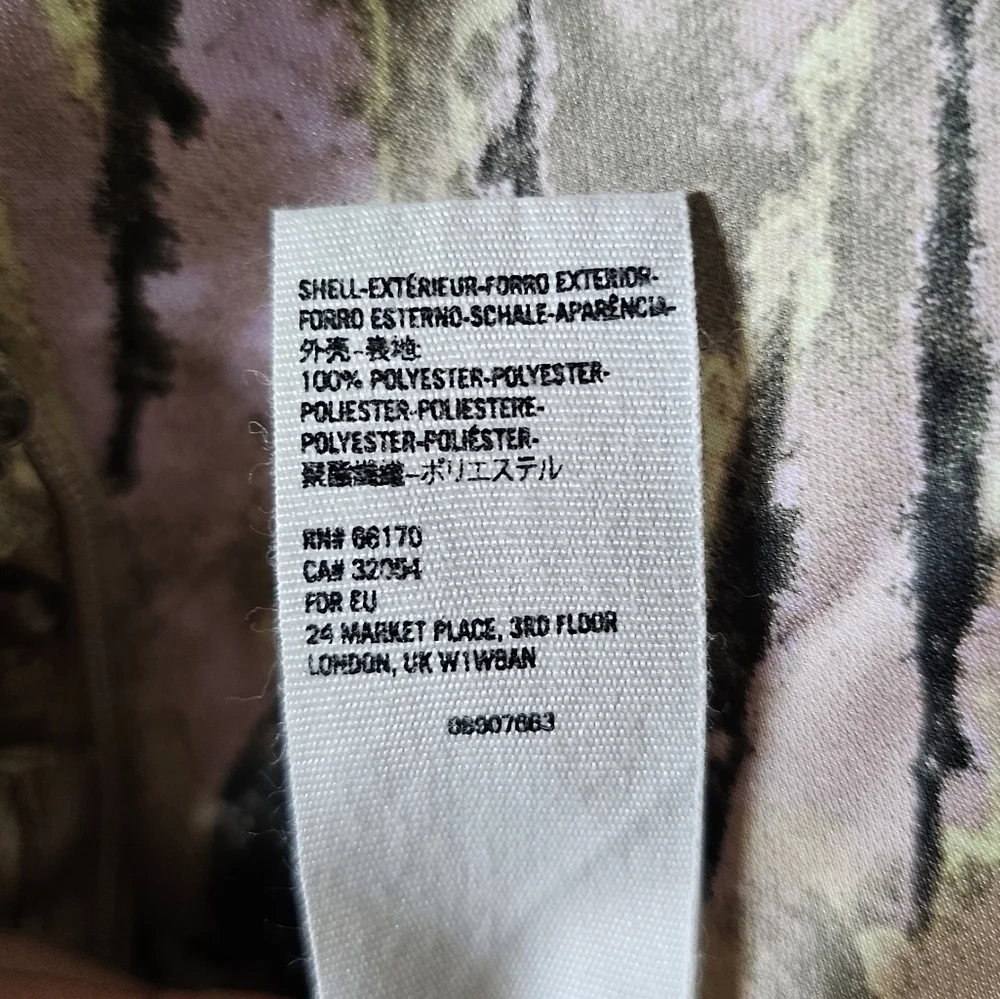 SHELL-EXTÉRIEUR-FORRO EXTERIOR-
FORRO ESTERNO-SCHALE-APARÊNCIA-
外壳-表地:
100% POLYESTER-POLYESTER-
POLIESTER-POLIESTERE-
POLYESTER-POLIÉSTER-
聚酯纖維-ポリエステル
RN# 66170
CA# 32054
FOR EU
24 MARKET PLACE, 3RD FLOOR
LONDON, UK W1W8AN